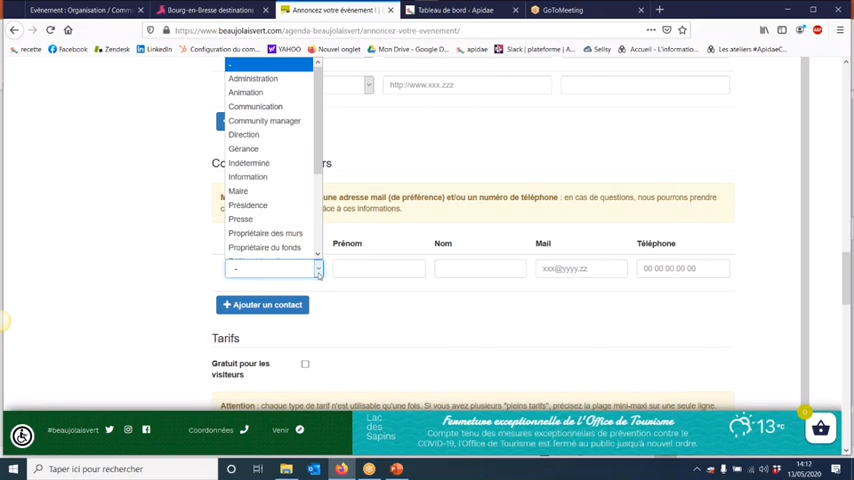 Evènement : Organisation / Commu
Bourg-en-Bresse destinations
Annoncez votre événement ! |
Tableau de bord - Apidae
GoToMeeting
https://www.beaujolaisvert.com/agenda-beaujolaisvert/annoncez-votre-evenement/
recette
Facebook
Zendesk
LinkedIn
Configuration du com...
YAHOO
Nouvel onglet
Mon Drive - Google D...
apidae
Slack | plateforme | A...
Sellsy
Accueil - L'informatio...
Les ateliers #ApidaeC...
-
Administration
http://www.xxx.zzz
Animation
Communication
Community manager
Direction
Gérance
Indéterminé
Information
Maire
une adresse mail (de préférence) et/ou un numéro de téléphone : en cas de questions, nous pourrons prendre
Présidence
ces informations.
Presse
Propriétaire des murs
Propriétaire du fonds
Prénom
Nom
Mail
Téléphone
-
xxx@yyyy.zz
00 00 00 00 00
+ Ajouter un contact
Tarifs
Gratuit pour les
visiteurs
Attention : chaque type de tarif n'est utilisable qu'une fois. Si vous avez plusieurs "pleins tarifs", précisez la plage mini-maxi sur une seule ligne.
#beaujolaisvert
Coordonnées
Venir
Lac
des
Sapins
Fermeture exceptionnelle de l'Office de Tourisme
Compte tenu des mesures exceptionnelles de prévention contre le
COVID-19, l'Office de Tourisme est fermé au public jusqu'à nouvel ordre.
13°C
0
Taper ici pour rechercher
14:12
13/05/2020